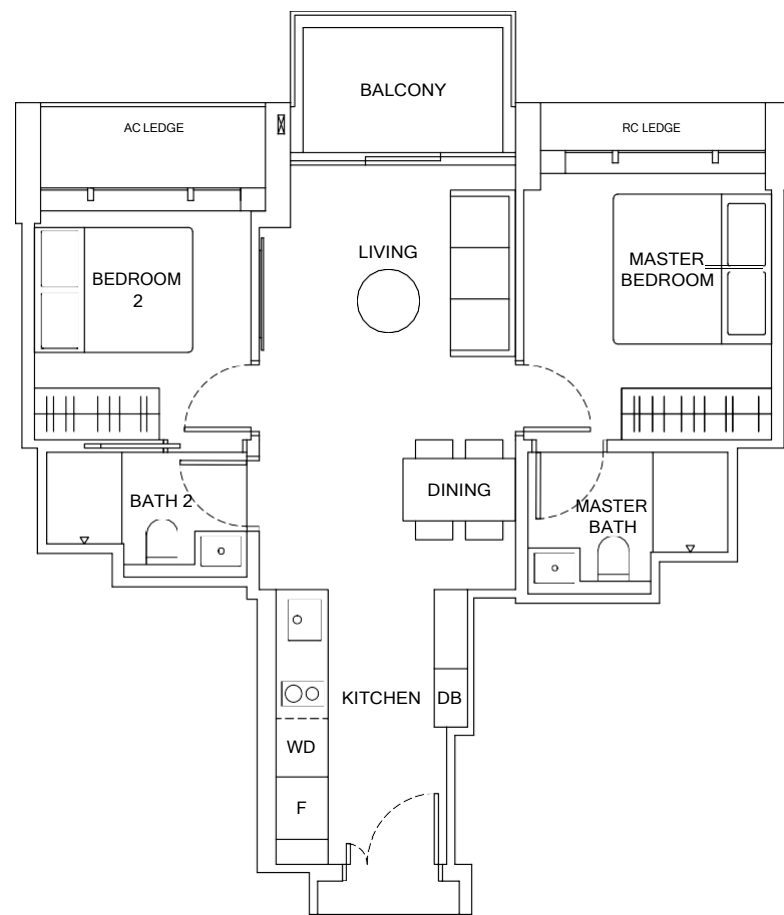 BALCONY
AC LEDGE
RC LEDGE
LIVING
BEDROOM
2
MASTER
BEDROOM
DINING
BATH 2
MASTER
BATH
KITCHEN
DB
WD
F